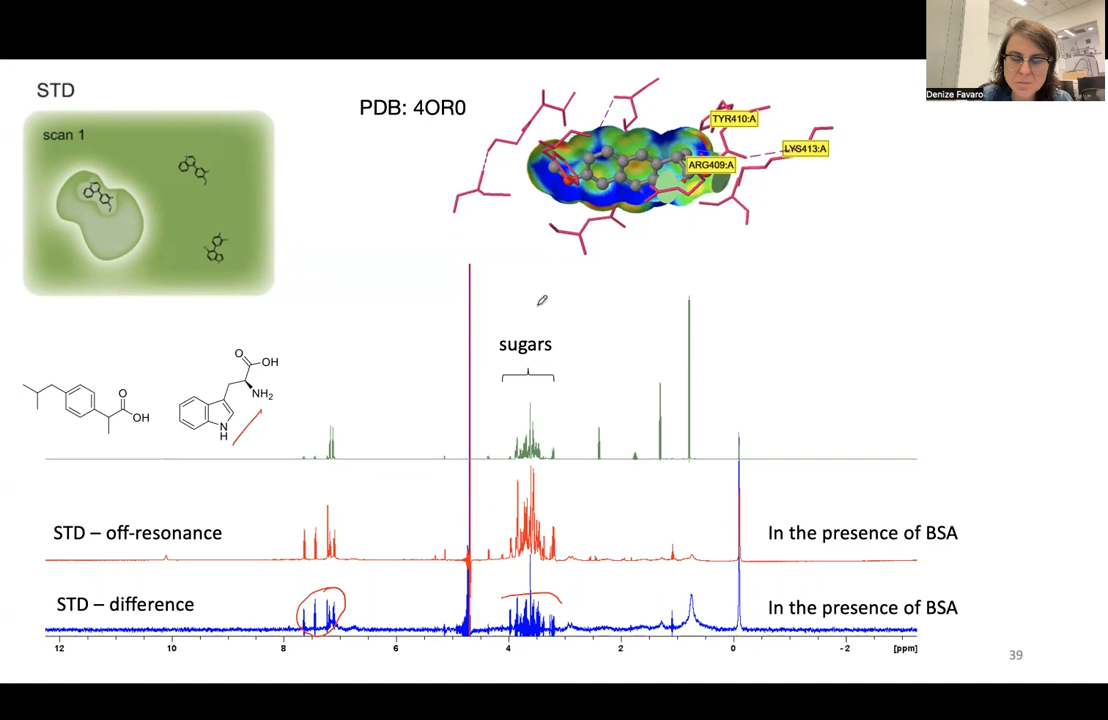 Denize Favaro
STD
scan 1
PDB: 4OR0
TYR410:A
LYS413:A
ARG409:A
sugars
O
OH
NH2
N
H
O
OH
STD – off-resonance
In the presence of BSA
STD – difference
In the presence of BSA
12
10
8
6
4
2
0
-2
[ppm]
39